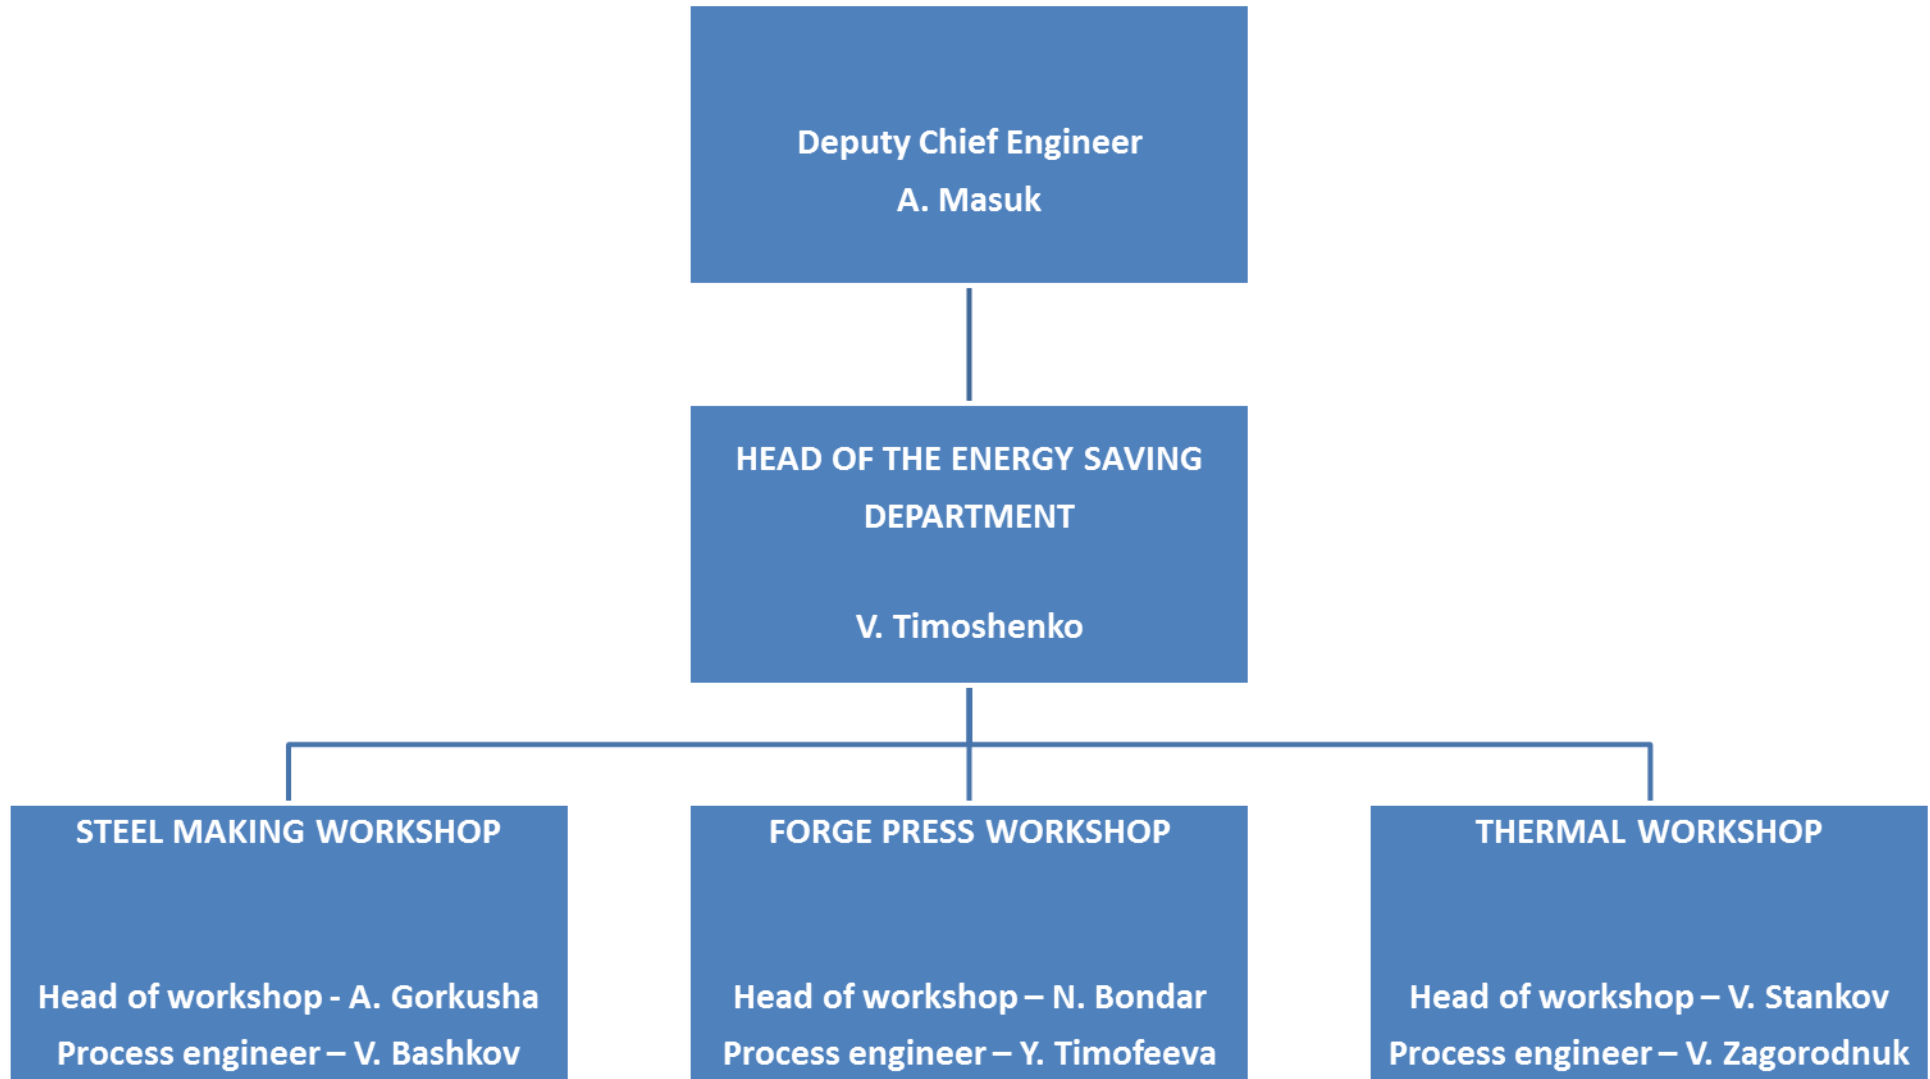 Deputy Chief Engineer
A. Masuk
HEAD OF THE ENERGY SAVING
DEPARTMENT
V. Timoshenko
STEEL MAKING WORKSHOP
Head of workshop - A. Gorkusha
Process engineer – V. Bashkov
FORGE PRESS WORKSHOP
Head of workshop – N. Bondar
Process engineer – Y. Timofeeva
THERMAL WORKSHOP
Head of workshop – V. Stankov
Process engineer – V. Zagorodnuk